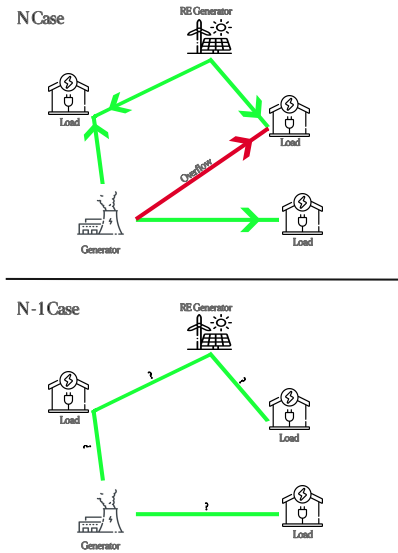 N Case
RE Generator
Load
Load
Overflow
Load
Generator
N-1 Case
RE Generator
?
?
Load
Load
~
?
Load
Generator